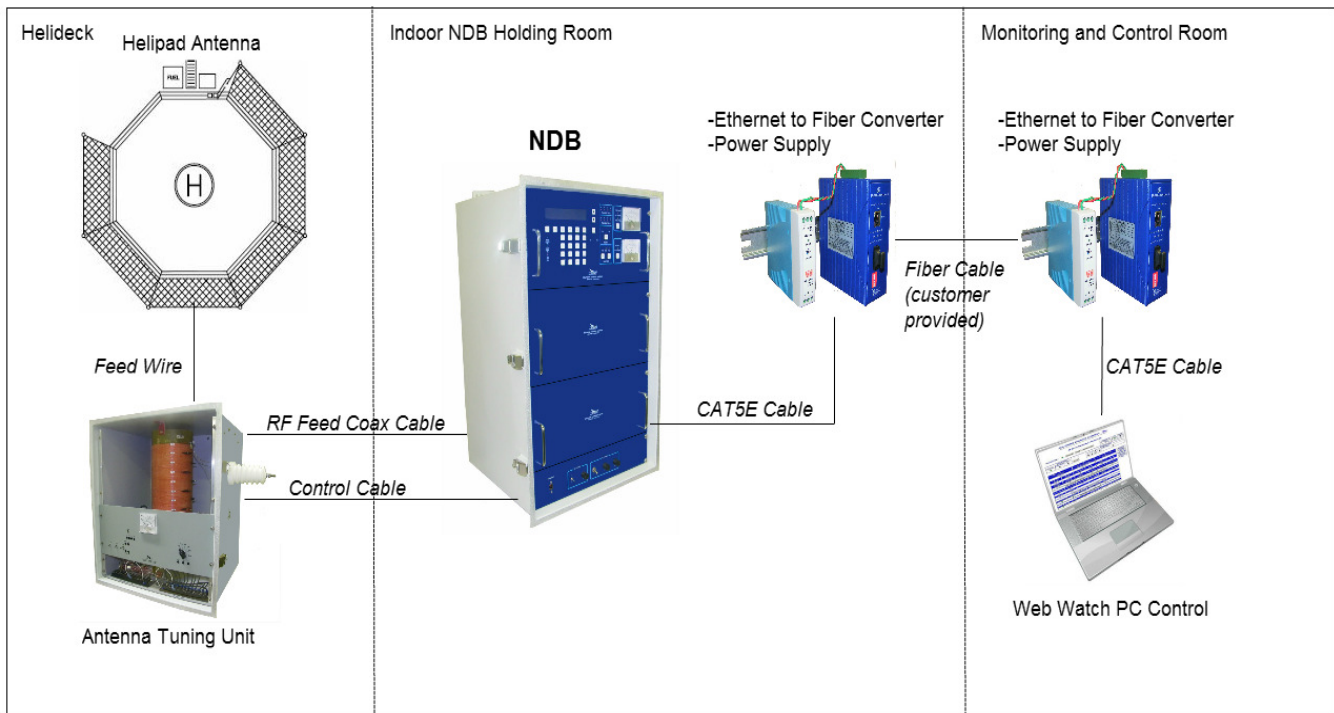 Helideck
Helipad Antenna
FUEL
H
Feed Wire
Antenna Tuning Unit
RF Feed Coax Cable
Control Cable
Indoor NDB Holding Room
NDB
-Ethernet to Fiber Converter
-Power Supply
CAT5E Cable
Fiber Cable
(customer
provided)
Monitoring and Control Room
-Ethernet to Fiber Converter
-Power Supply
CAT5E Cable
Web Watch PC Control